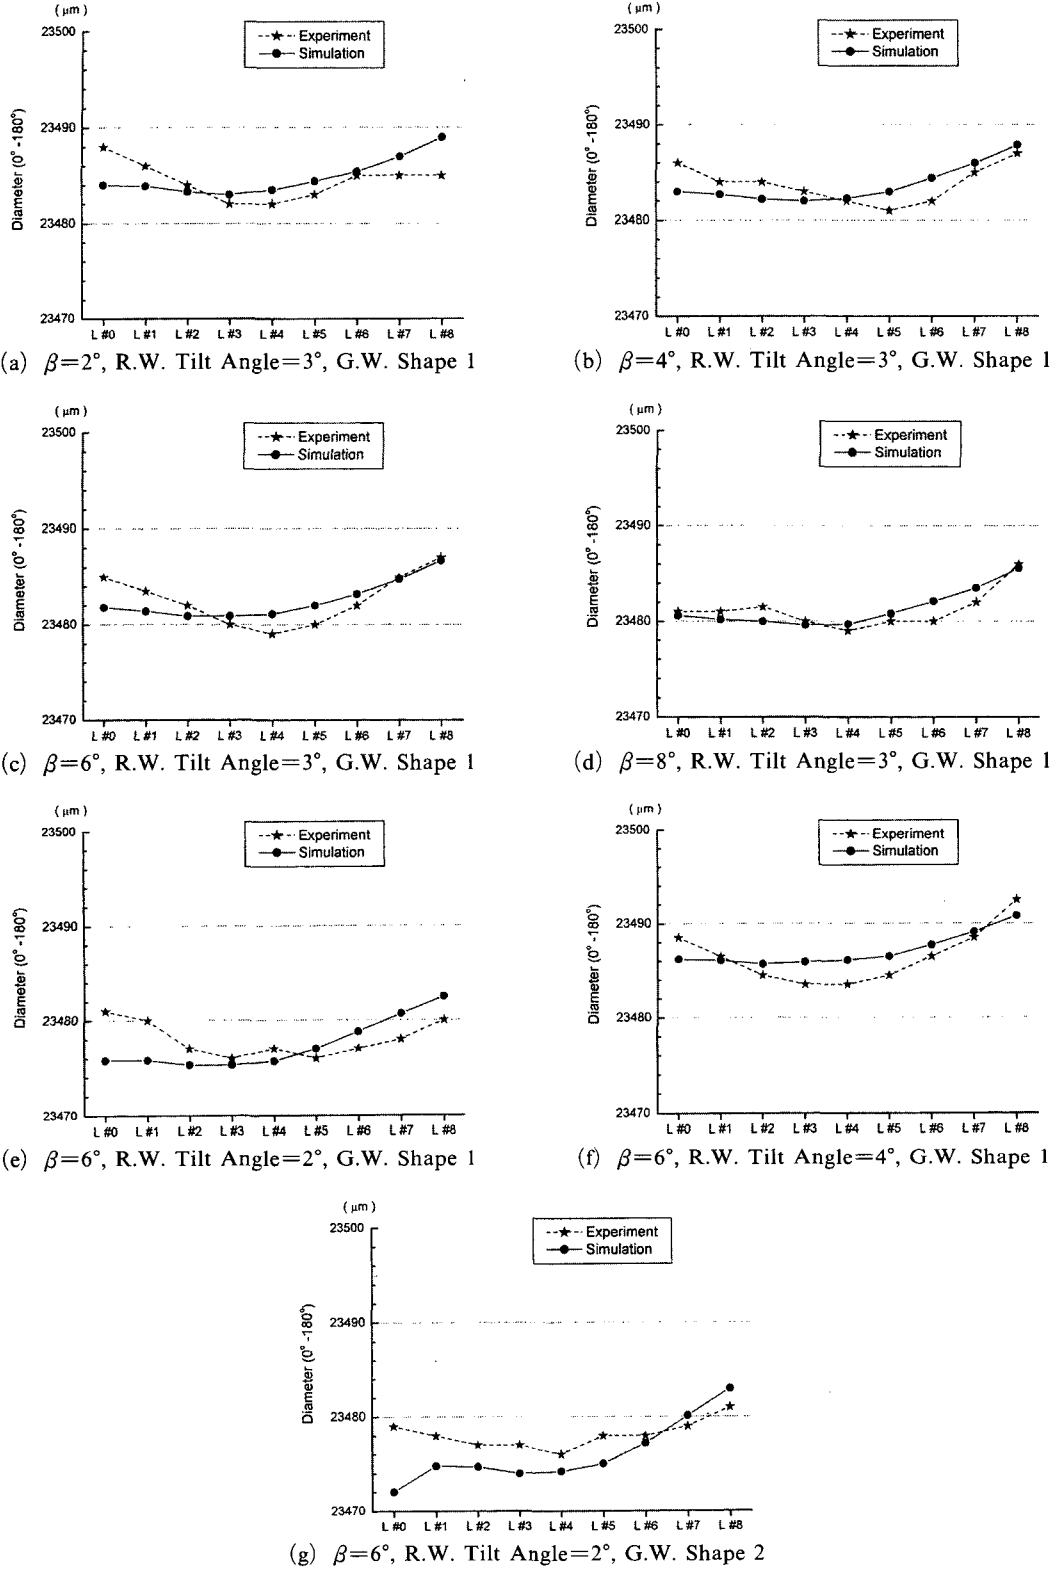 (μm)
23500
23490
23480
23470
Diameter (0° -180°)
Experiment
Simulation
L #0 L #1 L #2 L #3 L #4 L #5 L #6 L #7 L #8
(a) β=2°, R.W. Tilt Angle=3°, G.W. Shape 1
(μm)
23500
23490
23480
23470
Diameter (0° -180°)
Experiment
Simulation
L #0 L #1 L #2 L #3 L #4 L #5 L #6 L #7 L #8
(b) β=4°, R.W. Tilt Angle=3°, G.W. Shape 1
(μm)
23500
23490
23480
23470
Diameter (0° -180°)
Experiment
Simulation
L #0 L #1 L #2 L #3 L #4 L #5 L #6 L #7 L #8
(c) β=6°, R.W. Tilt Angle=3°, G.W. Shape 1
(μm)
23500
23490
23480
23470
Diameter (0° -180°)
Experiment
Simulation
L #0 L #1 L #2 L #3 L #4 L #5 L #6 L #7 L #8
(d) β=8°, R.W. Tilt Angle=3°, G.W. Shape 1
(μm)
23500
23490
23480
23470
Diameter (0° -180°)
Experiment
Simulation
L #0 L #1 L #2 L #3 L #4 L #5 L #6 L #7 L #8
(e) β=6°, R.W. Tilt Angle=2°, G.W. Shape 1
(μm)
23500
23490
23480
23470
Diameter (0° -180°)
Experiment
Simulation
L #0 L #1 L #2 L #3 L #4 L #5 L #6 L #7 L #8
(f) β=6°, R.W. Tilt Angle=4°, G.W. Shape 1
(μm)
23500
23490
23480
23470
Diameter (0° -180°)
Experiment
Simulation
L #0 L #1 L #2 L #3 L #4 L #5 L #6 L #7 L #8
(g) β=6°, R.W. Tilt Angle=2°, G.W. Shape 2